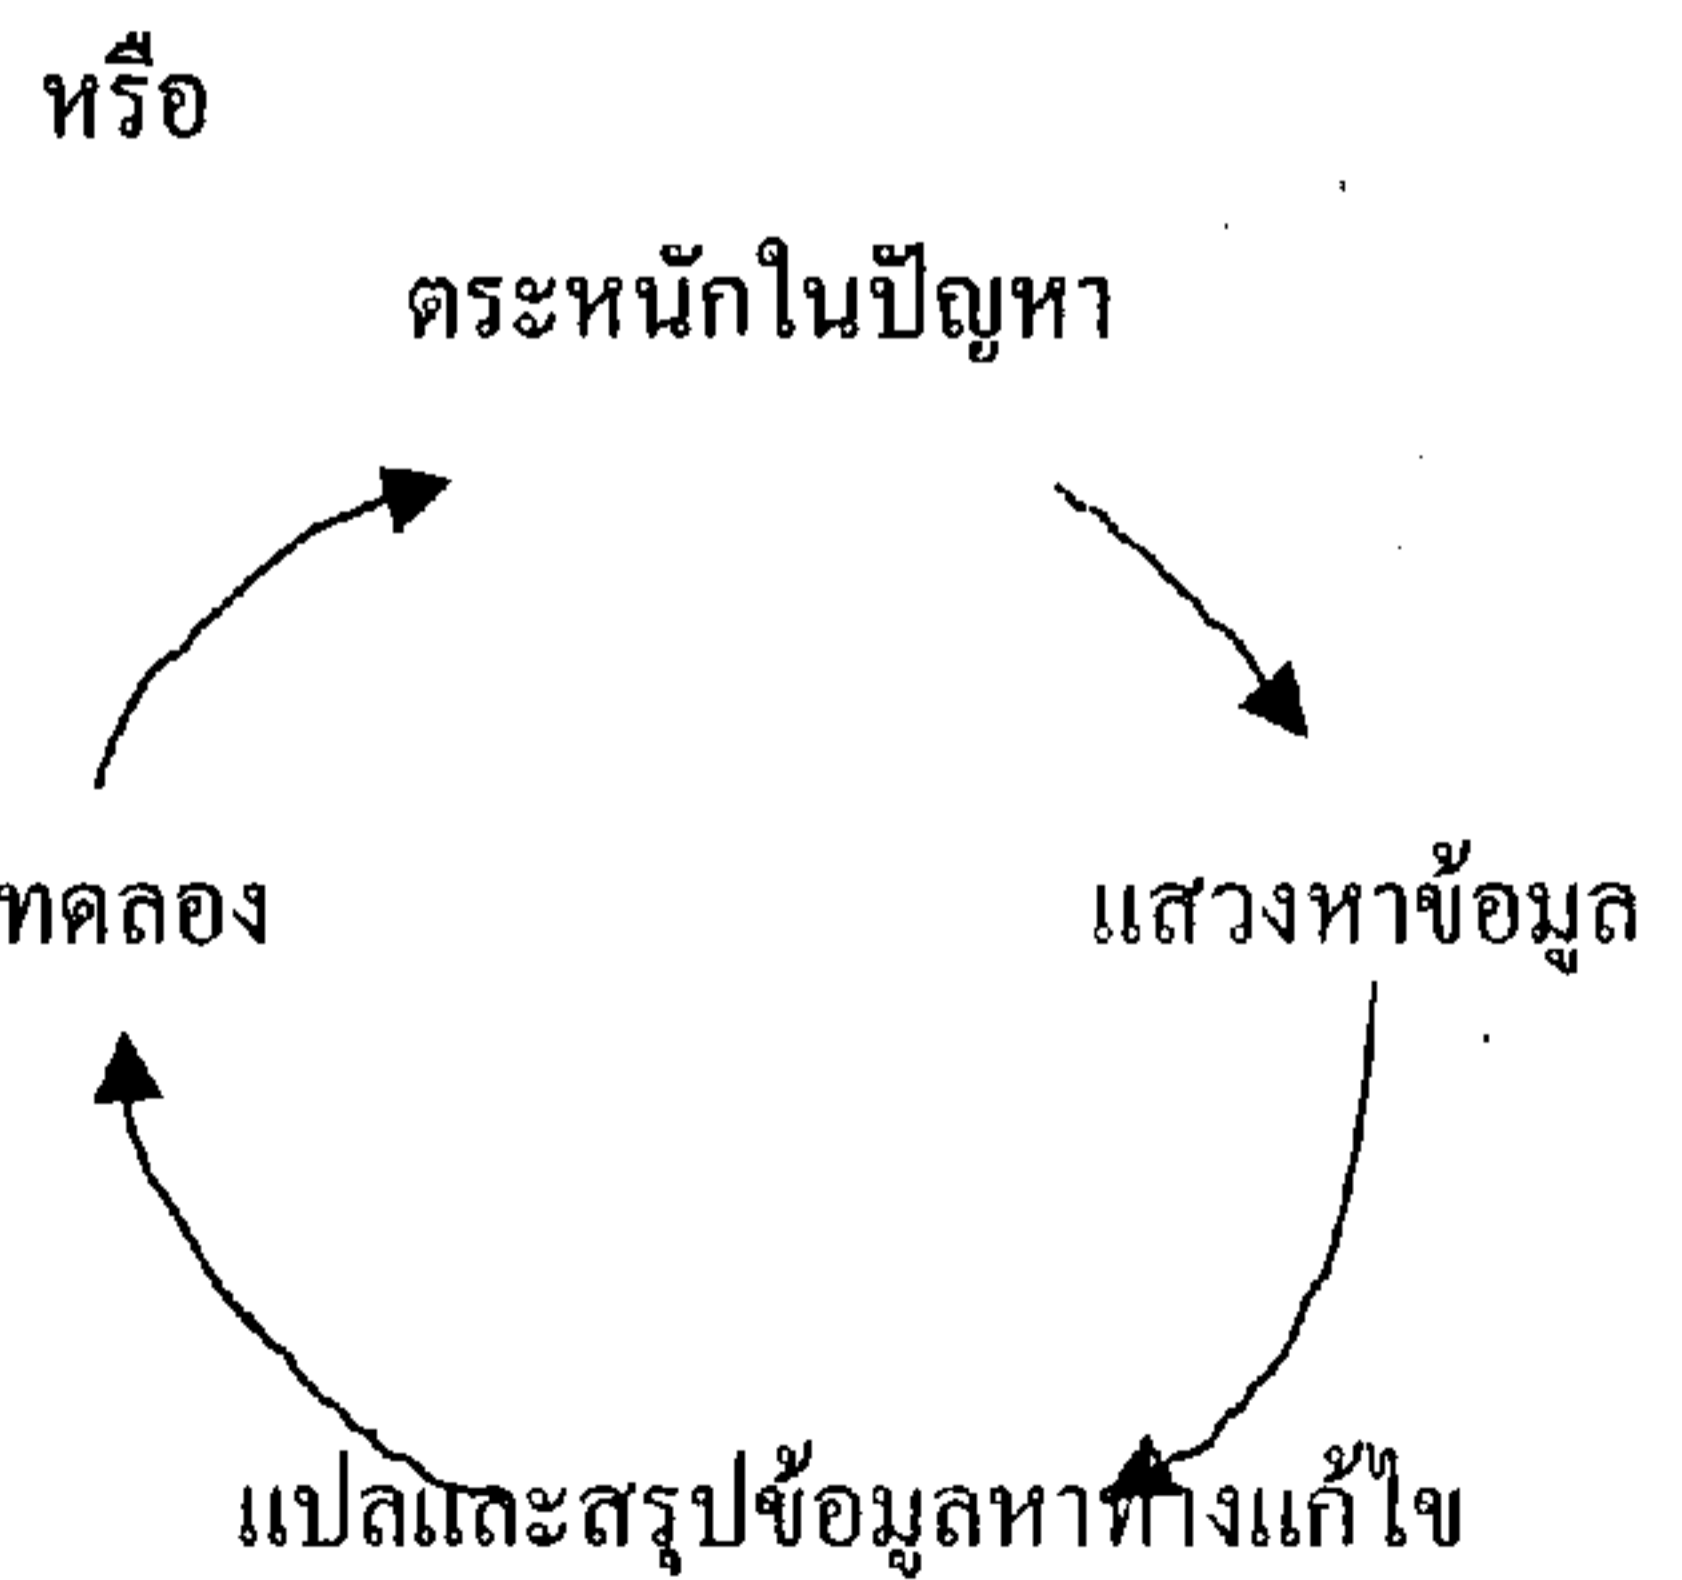 หรือ
ตระหนักในปัญหา
ทดลอง
แสวงหาข้อมูล
แปลและสรุปข้อมูลหาทางแก้ไข